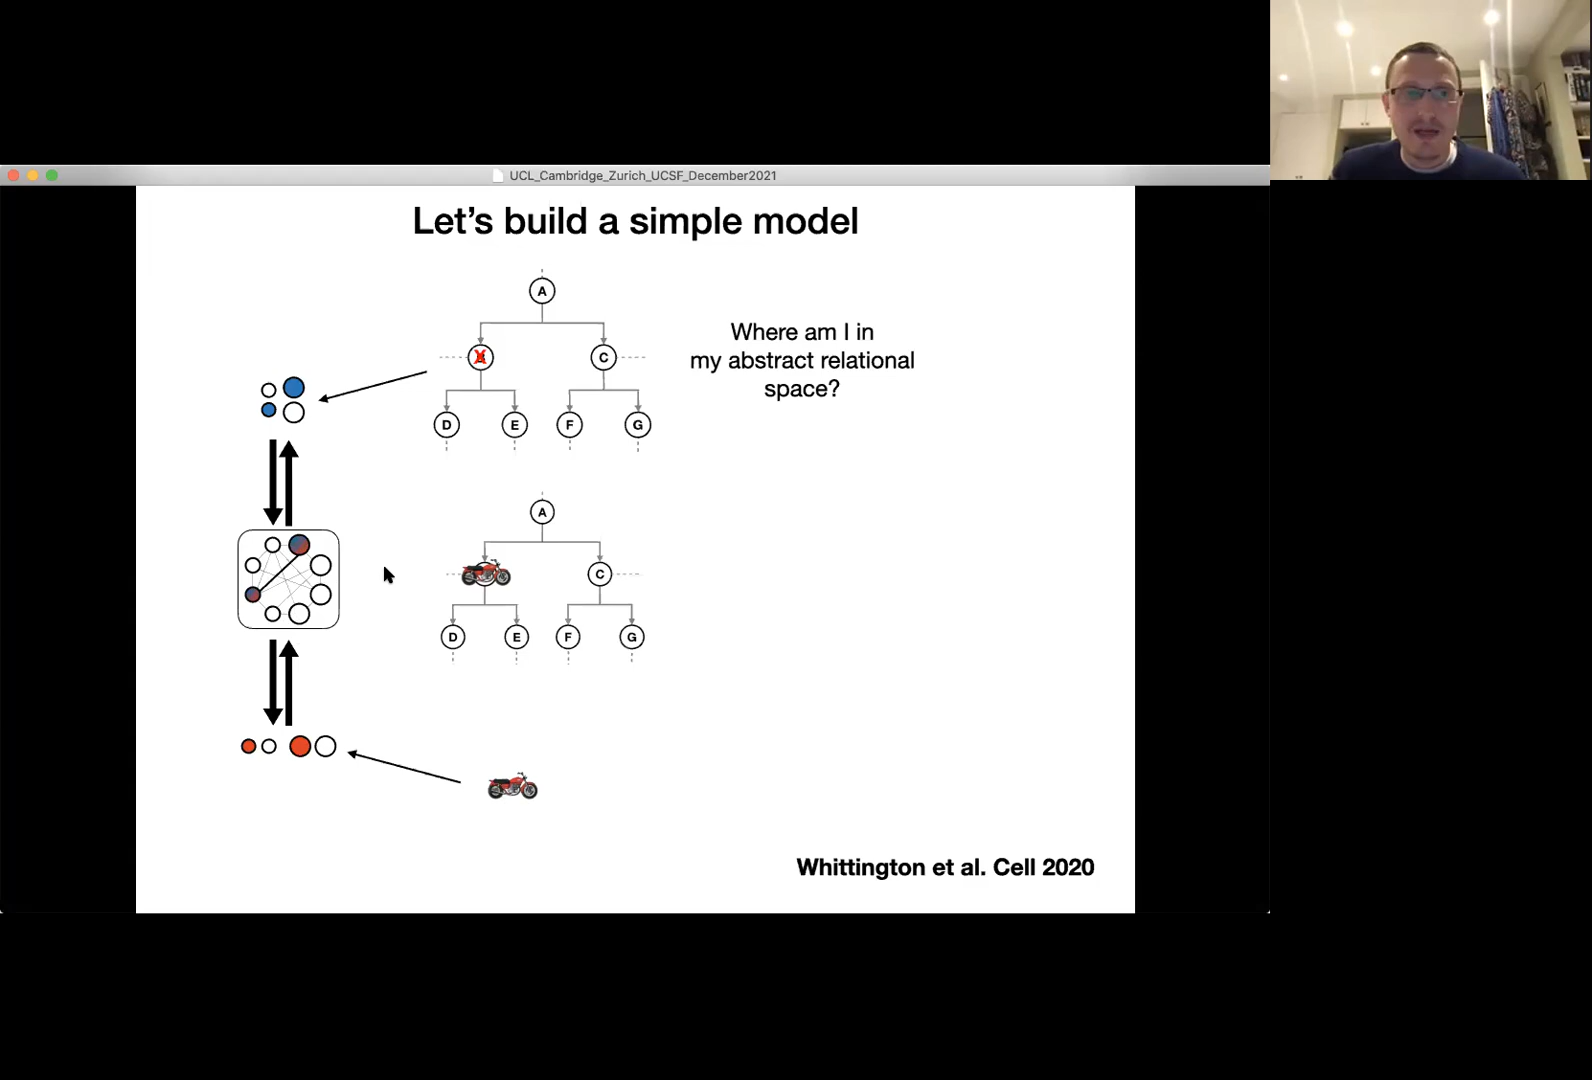 UCL_Cambridge_Zurich_UCSF_December2021
Let's build a simple model
A
X
C
D
E
F
G
Where am I in
my abstract relational
space?
A
C
D
E
F
G
Whittington et al. Cell 2020